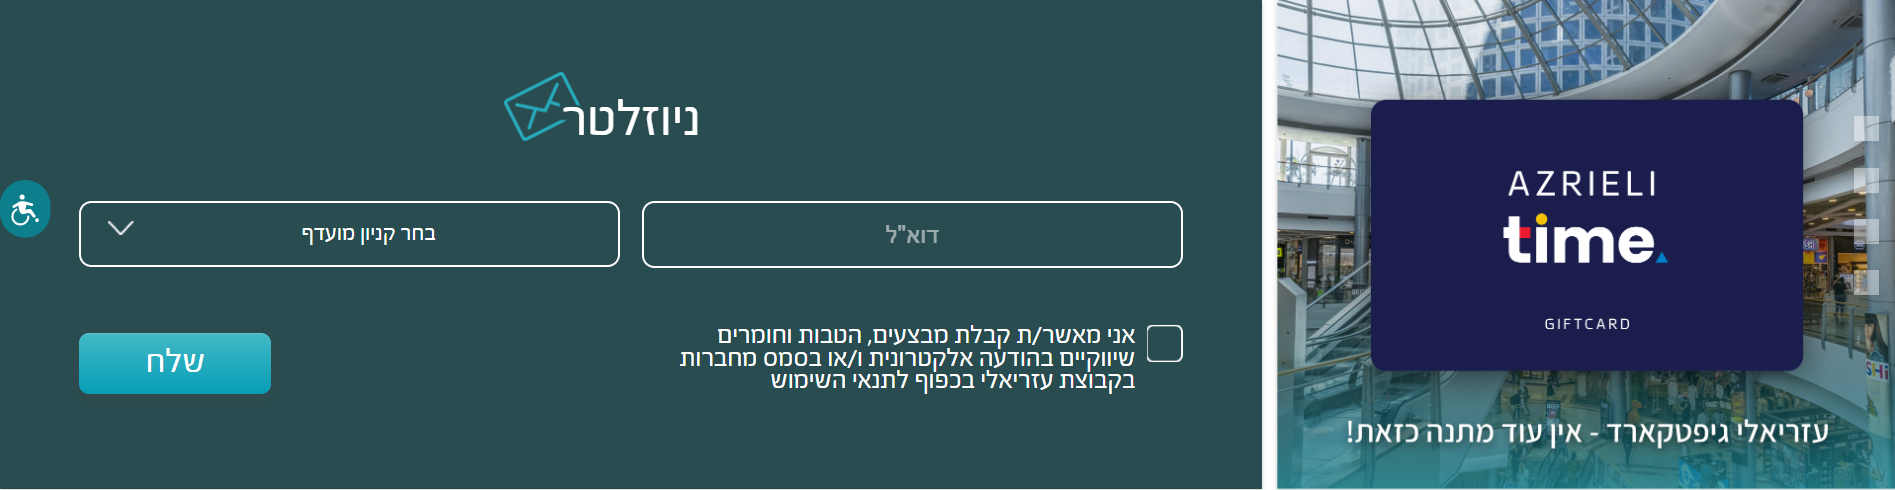 AZRIELI
time.
GIFTCARD
עזריאלי גיפטקארד - אין עוד מתנה כזאת!
ניוזלטר
דוא"ל
בחר קניון מועדף
אני מאשר/ת קבלת מבצעים, הטבות וחומרים
שיווקיים בהודעה אלקטרונית ו/או בסמס מחברות
בקבוצת עזריאלי בכפוף לתנאי השימוש
שלח